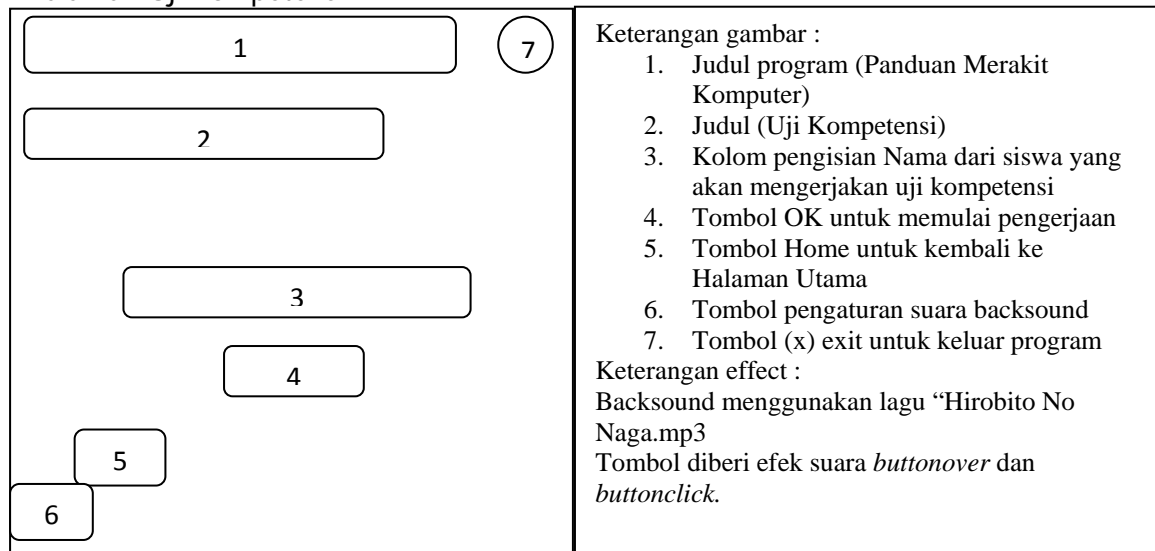 1
7
2
3
4
5
6
Keterangan gambar :
1. Judul program (Panduan Merakit
Komputer)
2. Judul (Uji Kompetensi)
3. Kolom pengisian Nama dari siswa yang
akan mengerjakan uji kompetensi
4. Tombol OK untuk memulai pengerjaan
5. Tombol Home untuk kembali ke
Halaman Utama
6. Tombol pengaturan suara backsound
7. Tombol (x) exit untuk keluar program
Keterangan effect :
Backsound menggunakan lagu “Hirobito No
Naga.mp3
Tombol diberi efek suara buttonover dan
buttonclick.